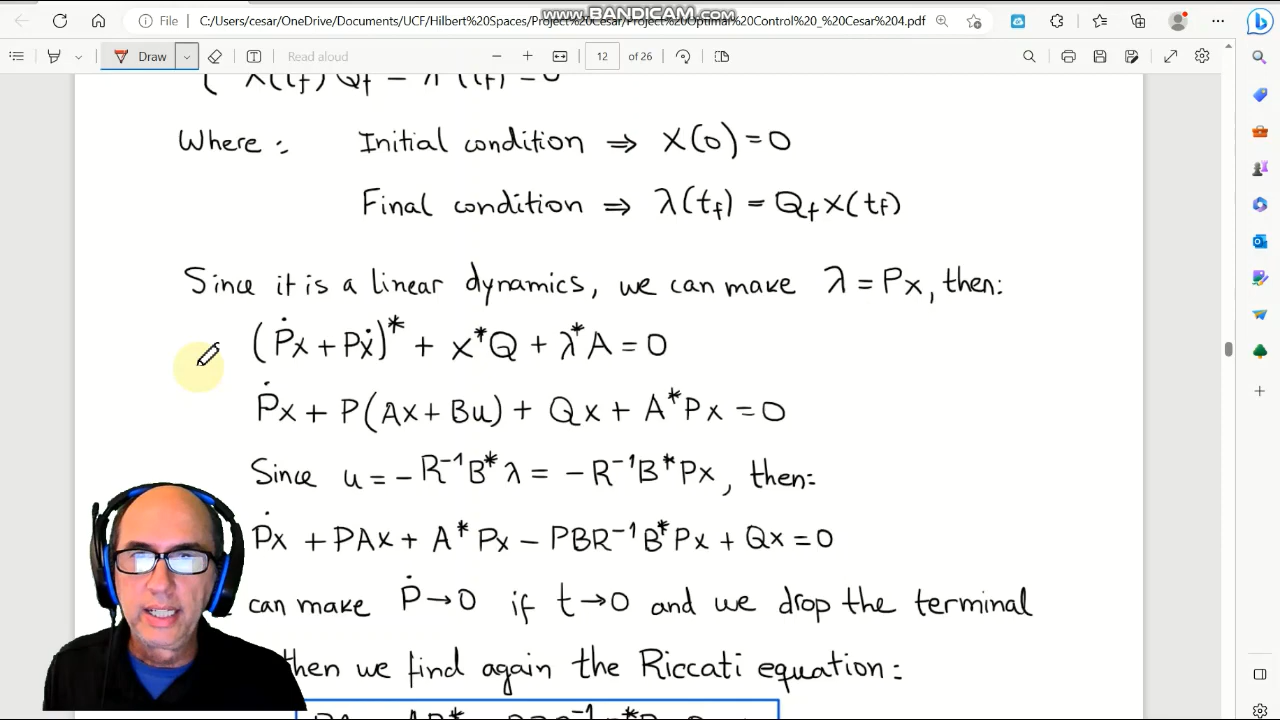 www.BANDICAM.com
File C:/Users/cesar/OneDrive/Documents/UCF/Hilbert%20Spaces/Project%20Cesar/Project%20Optimal%20Control%20_%20Cesar%204.pdf
Draw Read aloud 12 of 26
x(tf) Qf - λ (tf) = 0
Where : Initial condition ⇒ X(0) = 0
Final condition ⇒ λ(tf) = Qf X(tf)
Since it is a linear dynamics, we can make λ = Px, then:
(Ṗx + Pẋ)* + x*Q + λ*A = 0
Ṗx + P(Ax + Bu) + Qx + A*Px = 0
Since u = - R⁻¹B*λ = - R⁻¹B*Px, then:
Ṗx + PAx + A*Px - PBR⁻¹B*Px + Qx = 0
can make Ṗ → 0 if t → 0 and we drop the terminal
then we find again the Riccati equation: